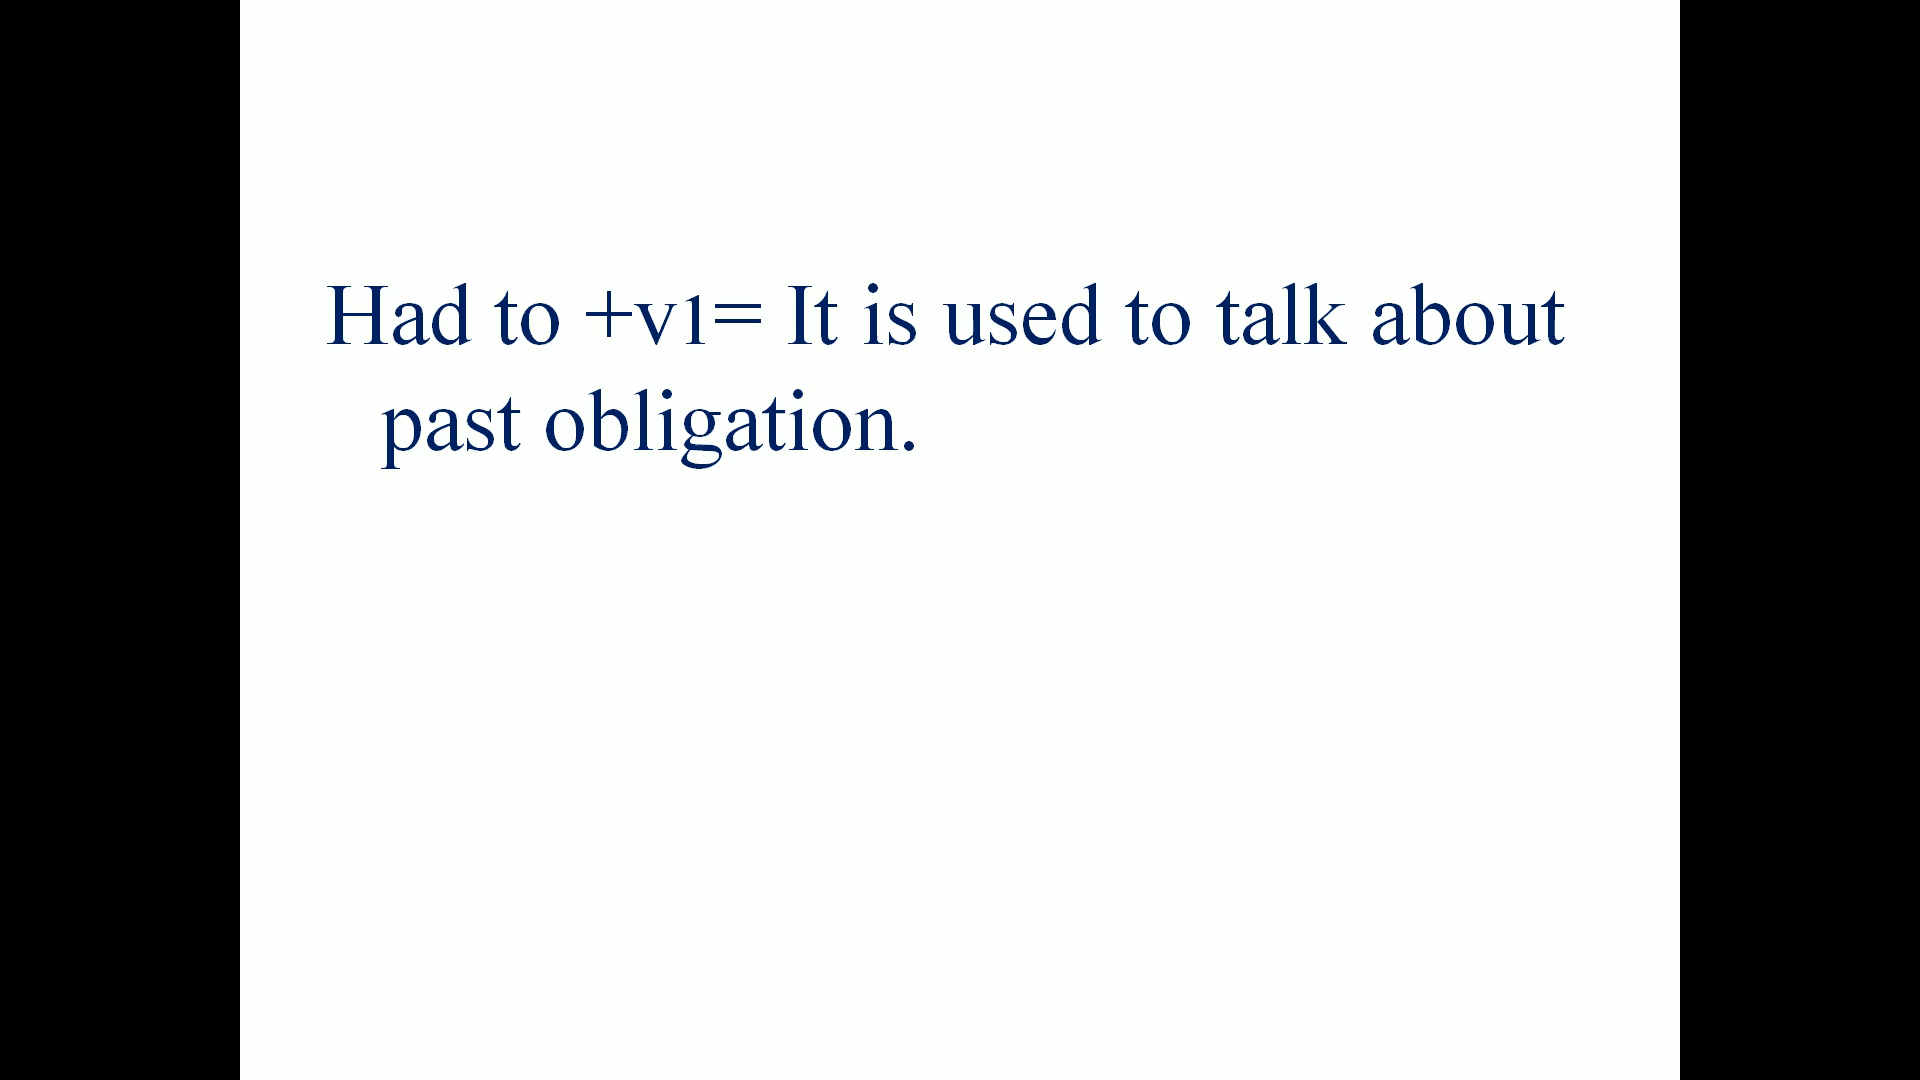 Had to +v1= It is used to talk about
past obligation.